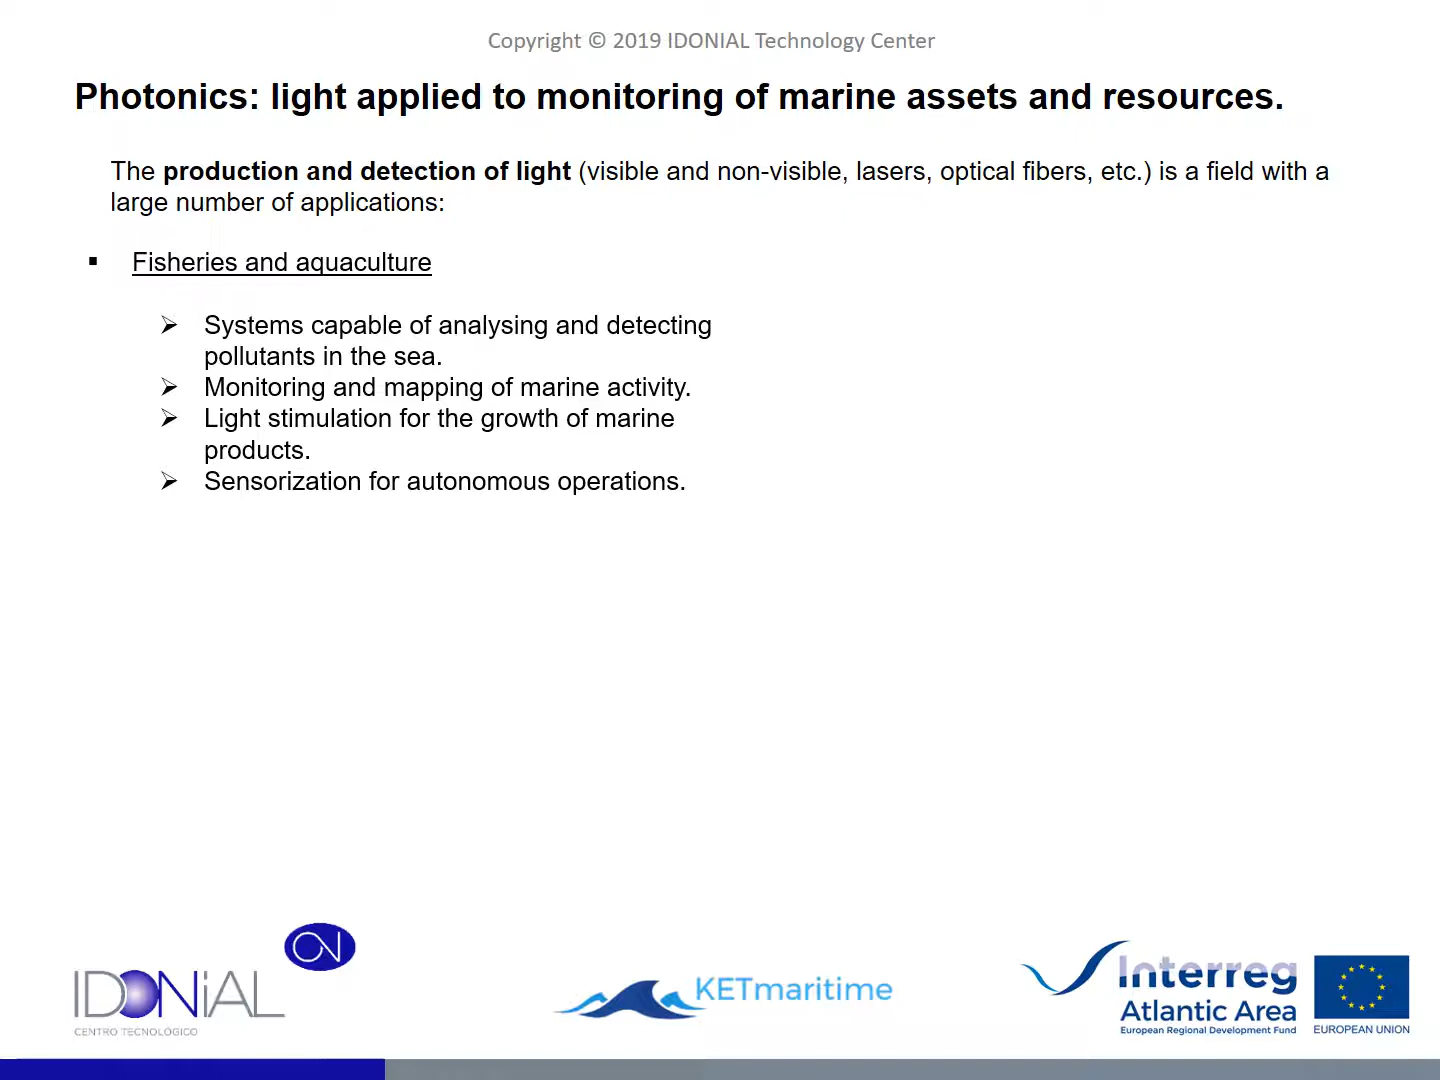 Copyright © 2019 IDONIAL Technology Center
Photonics: light applied to monitoring of marine assets and resources.
The production and detection of light (visible and non-visible, lasers, optical fibers, etc.) is a field with a
large number of applications:
▪ Fisheries and aquaculture
➢ Systems capable of analysing and detecting
pollutants in the sea.
➢ Monitoring and mapping of marine activity.
➢ Light stimulation for the growth of marine
products.
➢ Sensorization for autonomous operations.
IDONiAL
CENTRO TECNOLÓGICO
KETmaritime
Interreg
Atlantic Area
European Regional Development Fund
EUROPEAN UNION